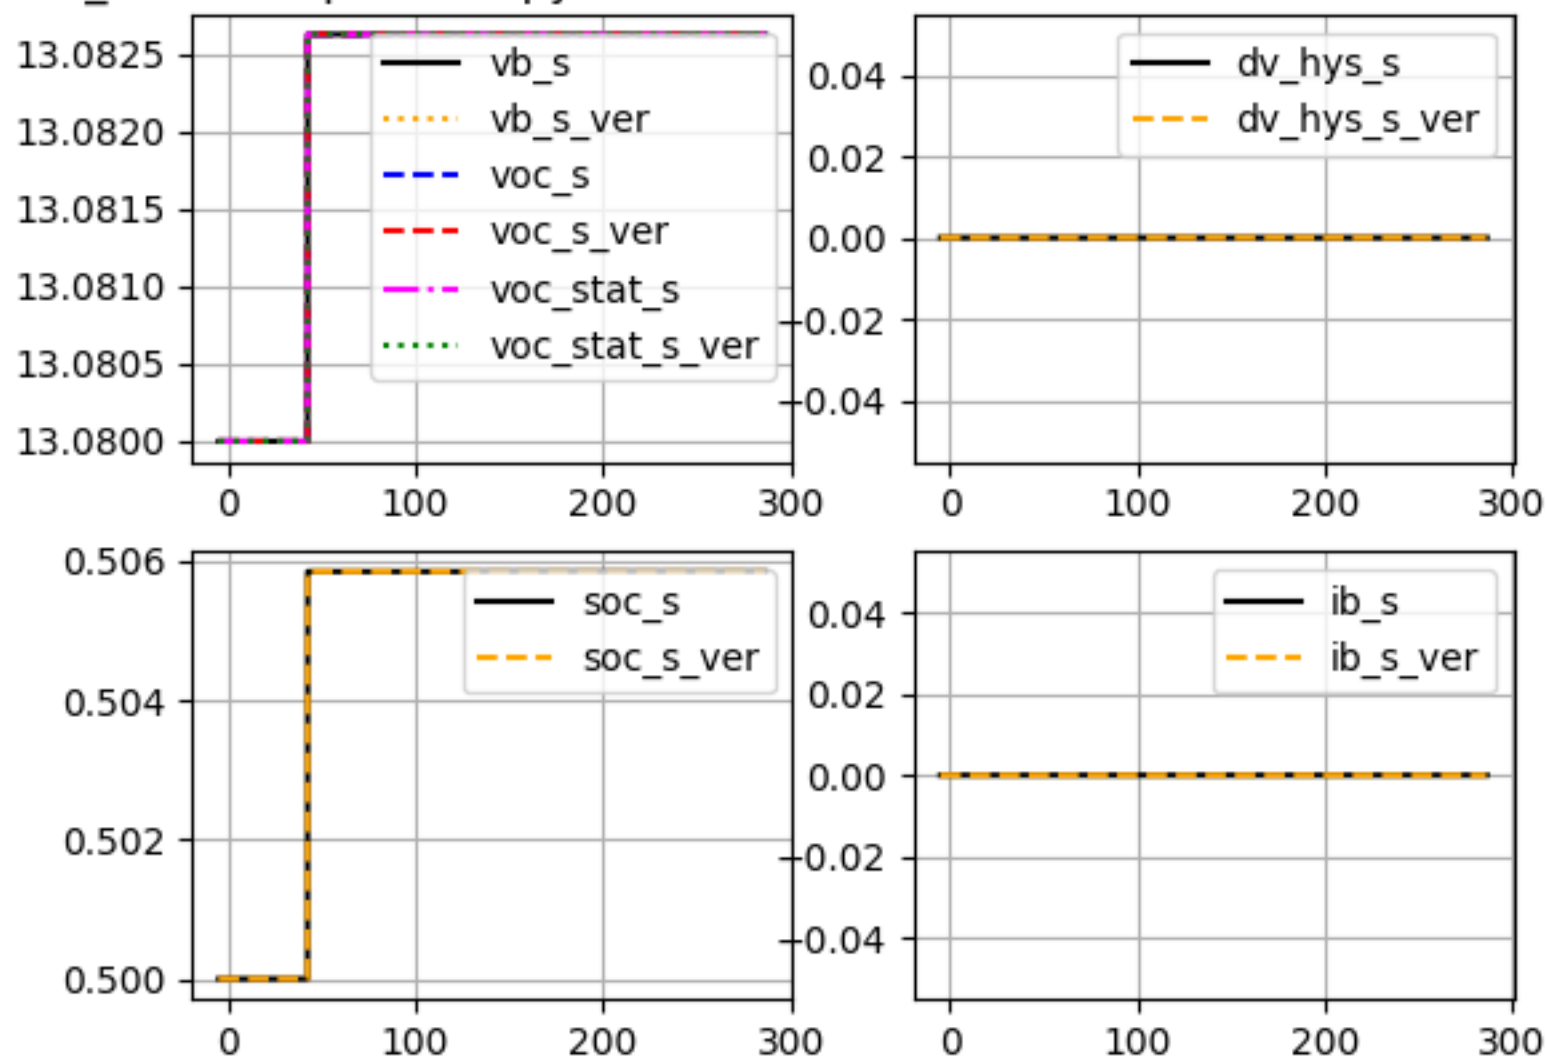 13.0825
13.0820
13.0815
13.0810
13.0805
13.0800
vb_s
vb_s_ver
voc_s
voc_s_ver
voc_stat_s
voc_stat_s_ver
0 100 200 300
0.04
0.02
0.00
−0.02
−0.04
dv_hys_s
dv_hys_s_ver
0 100 200 300
0.506
0.504
0.502
0.500
soc_s
soc_s_ver
0 100 200 300
0.04
0.02
0.00
−0.02
−0.04
ib_s
ib_s_ver
0 100 200 300